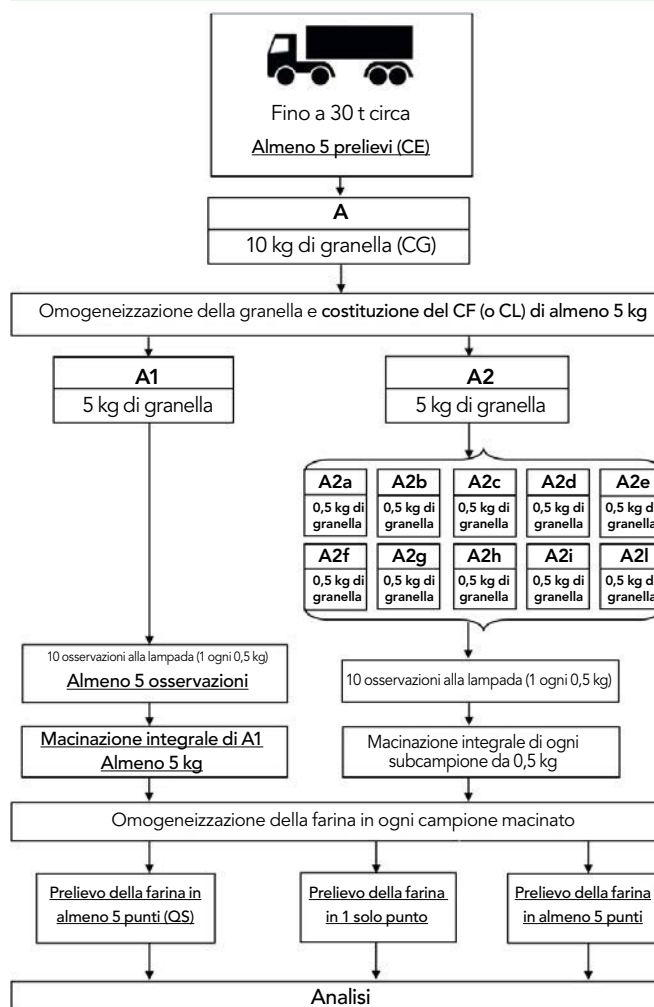 Fino a 30 t circa
Almeno 5 prelievi (CE)
A
10 kg di granella (CG)
Omogeneizzazione della granella e costituzione del CF (o CL) di almeno 5 kg
A1
5 kg di granella
A2
5 kg di granella
A2a
0,5 kg di
granella
A2b
0,5 kg di
granella
A2c
0,5 kg di
granella
A2d
0,5 kg di
granella
A2e
0,5 kg di
granella
A2f
0,5 kg di
granella
A2g
0,5 kg di
granella
A2h
0,5 kg di
granella
A2i
0,5 kg di
granella
A2l
0,5 kg di
granella
10 osservazioni alla lampada (1 ogni 0,5 kg)
Almeno 5 osservazioni
10 osservazioni alla lampada (1 ogni 0,5 kg)
Macinazione integrale di A1
Almeno 5 kg
Macinazione integrale di ogni
subcampione da 0,5 kg
Omogeneizzazione della farina in ogni campione macinato
Prelievo della farina in
almeno 5 punti (QS)
Prelievo della farina
in 1 solo punto
Prelievo della farina
in almeno 5 punti
Analisi